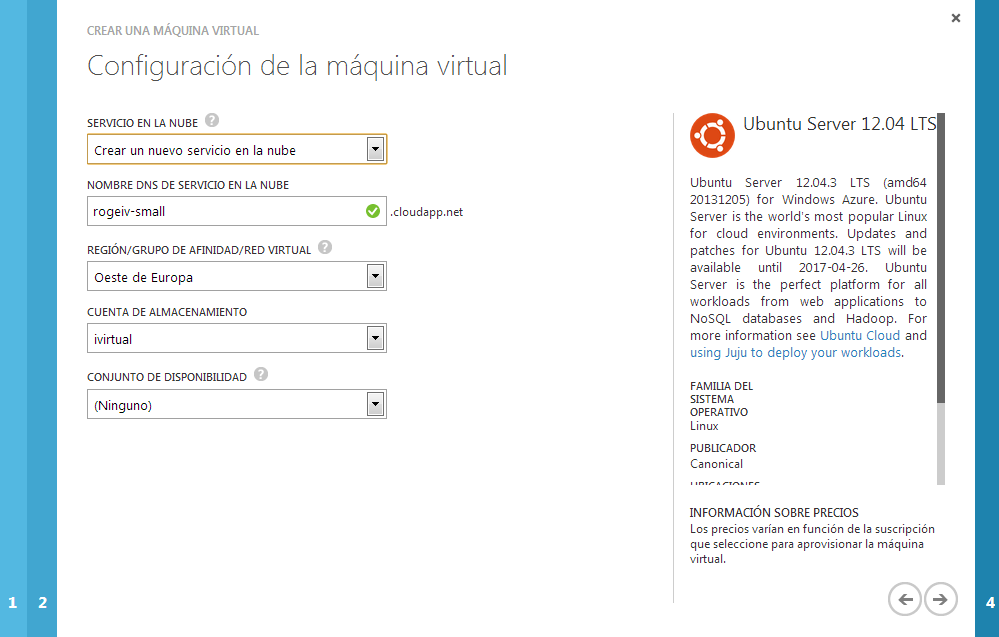 CREAR UNA MÁQUINA VIRTUAL
Configuración de la máquina virtual
SERVICIO EN LA NUBE ?
Crear un nuevo servicio en la nube
NOMBRE DNS DE SERVICIO EN LA NUBE
rogeiv-small
.cloudapp.net
REGIÓN/GRUPO DE AFINIDAD/RED VIRTUAL ?
Oeste de Europa
CUENTA DE ALMACENAMIENTO
ivirtual
CONJUNTO DE DISPONIBILIDAD ?
(Ninguno)
Ubuntu Server 12.04 LTS
Ubuntu Server 12.04.3 LTS (amd64
20131205) for Windows Azure. Ubuntu
Server is the world's most popular Linux
for cloud environments. Updates and
patches for Ubuntu 12.04.3 LTS will be
available until 2017-04-26. Ubuntu
Server is the perfect platform for all
workloads from web applications to
NoSQL databases and Hadoop. For
more information see Ubuntu Cloud and
using Juju to deploy your workloads.
FAMILIA DEL
SISTEMA
OPERATIVO
Linux
PUBLICADOR
Canonical
UBICACIONES
INFORMACIÓN SOBRE PRECIOS
Los precios varían en función de la suscripción
que seleccione para aprovisionar la máquina
virtual.
1
2
4